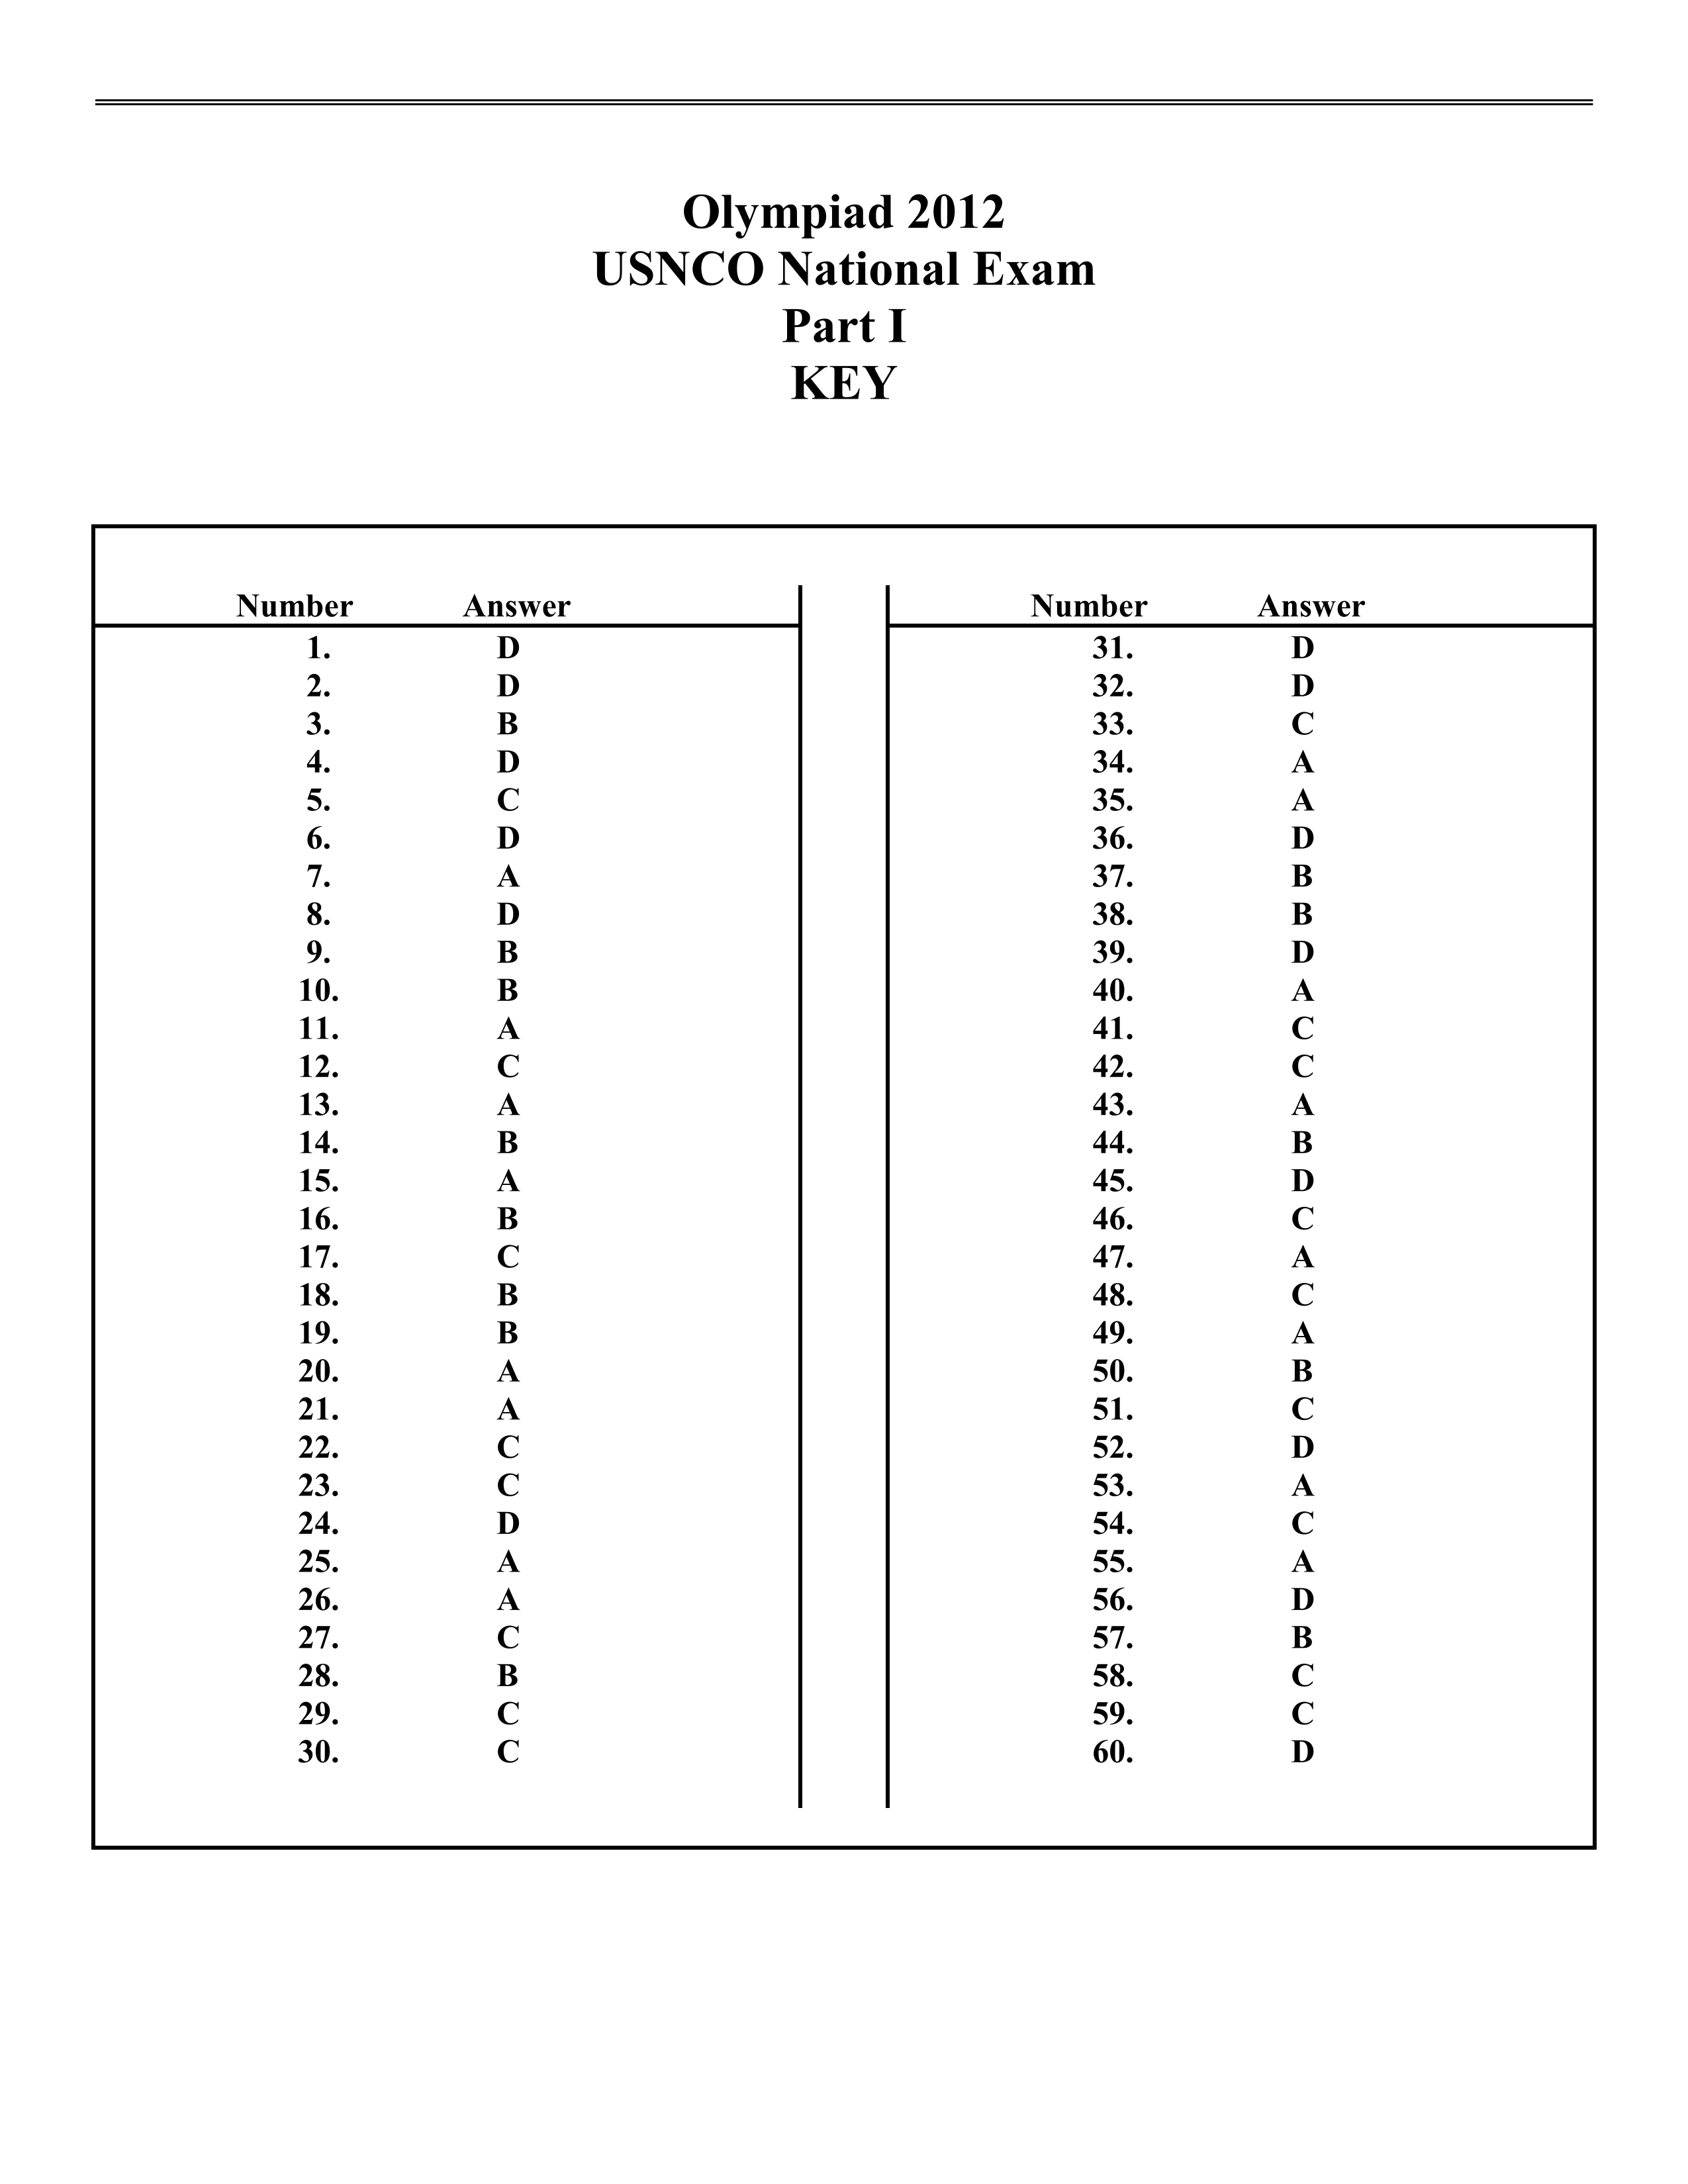 Olympiad 2012
USNCO National Exam
Part I
KEY
Number Answer
1. D
2. D
3. B
4. D
5. C
6. D
7. A
8. D
9. B
10. B
11. A
12. C
13. A
14. B
15. A
16. B
17. C
18. B
19. B
20. A
21. A
22. C
23. C
24. D
25. A
26. A
27. C
28. B
29. C
30. C
Number Answer
31. D
32. D
33. C
34. A
35. A
36. D
37. B
38. B
39. D
40. A
41. C
42. C
43. A
44. B
45. D
46. C
47. A
48. C
49. A
50. B
51. C
52. D
53. A
54. C
55. A
56. D
57. B
58. C
59. C
60. D